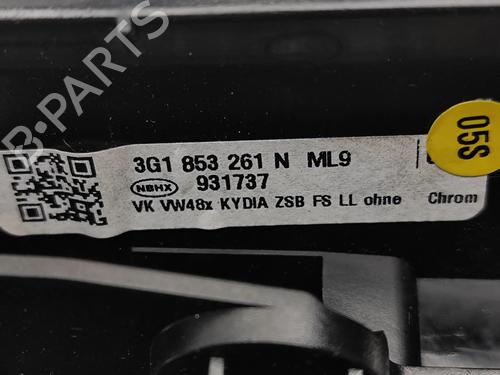 3G1 853 261 N ML9
NBHX 931737
VK VW48x KYDIA ZSB FS LL ohne Chrom
05S
B-PARTS